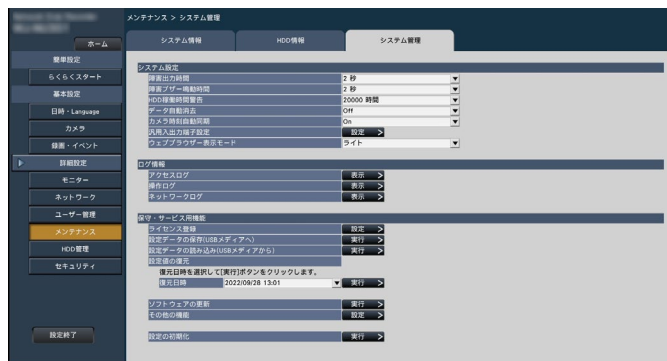 メンテナンス > システム管理
ホーム
システム情報
HDD情報
システム管理
簡単設定
らくらくスタート
基本設定
日時・Language
カメラ
録画・イベント
詳細設定
モニター
ネットワーク
ユーザー管理
メンテナンス
HDD管理
セキュリティ
設定終了
システム設定
障害出力時間 2 秒
障害ブザー鳴動時間 2 秒
HDD稼働時間警告 20000 時間
データ自動消去 Off
カメラ時刻自動同期 On
汎用入出力端子設定 設定 >
ウェブブラウザー表示モード ライト
ログ情報
アクセスログ 表示 >
操作ログ 表示 >
ネットワークログ 表示 >
保守・サービス用機能
ライセンス登録 設定 >
設定データの保存(USBメディアへ) 実行 >
設定データの読み込み(USBメディアから) 実行 >
設定値の復元
復元日時を選択して[実行]ボタンをクリックします。
復元日時 2022/09/28 13:01 実行 >
ソフトウェアの更新 実行 >
その他の機能 設定 >
設定の初期化 実行 >